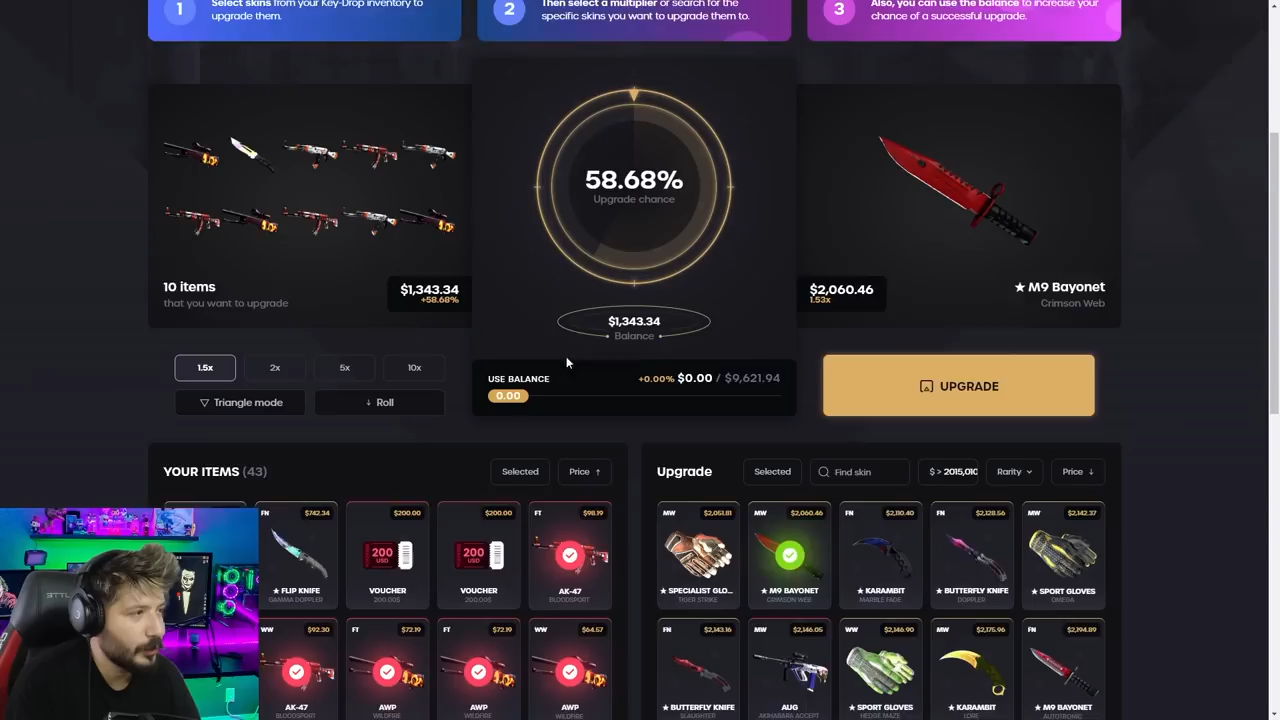 1
Select skins from your Key-Drop inventory to
upgrade them.
2
Then select a multiplier or search for the
specific skins you want to upgrade them to.
3
Also, you can use the balance to increase your
chance of a successful upgrade.
58.68%
Upgrade chance
10 items
that you want to upgrade
$1,343.34
+58.68%
$1,343.34
Balance
$2,060.46
1.53x
★ M9 Bayonet
Crimson Web
1.5x
2x
5x
10x
Triangle mode
Roll
USE BALANCE
+0.00% $0.00 / $9,621.94
0.00
UPGRADE
YOUR ITEMS (43)
Selected
Price ↑
Upgrade
Selected
Find skin
$ > 2015,010
Rarity
Price ↓
FN
$742.34
★ FLIP KNIFE
GAMMA DOPPLER
$200.00
200
USD
VOUCHER
200.00$
$200.00
200
USD
VOUCHER
200.00$
FT
$98.19
AK-47
BLOODSPORT
MW
$2,051.81
★ SPECIALIST GLO...
TIGER STRIKE
MW
$2,060.46
★ M9 BAYONET
CRIMSON WEB
FN
$2,110.40
★ KARAMBIT
MARBLE FADE
FN
$2,128.56
★ BUTTERFLY KNIFE
DOPPLER
MW
$2,142.37
★ SPORT GLOVES
OMEGA
WW
$92.30
AK-47
BLOODSPORT
FT
$72.19
AWP
WILDFIRE
FT
$72.19
AWP
WILDFIRE
WW
$64.57
AWP
WILDFIRE
FN
$2,143.16
★ BUTTERFLY KNIFE
SLAUGHTER
MW
$2,146.05
AUG
AKIHABARA ACCEPT
WW
$2,146.90
★ SPORT GLOVES
HEDGE MAZE
MW
$2,175.96
★ KARAMBIT
LORE
FN
$2,194.89
★ M9 BAYONET
AUTOTRONIC